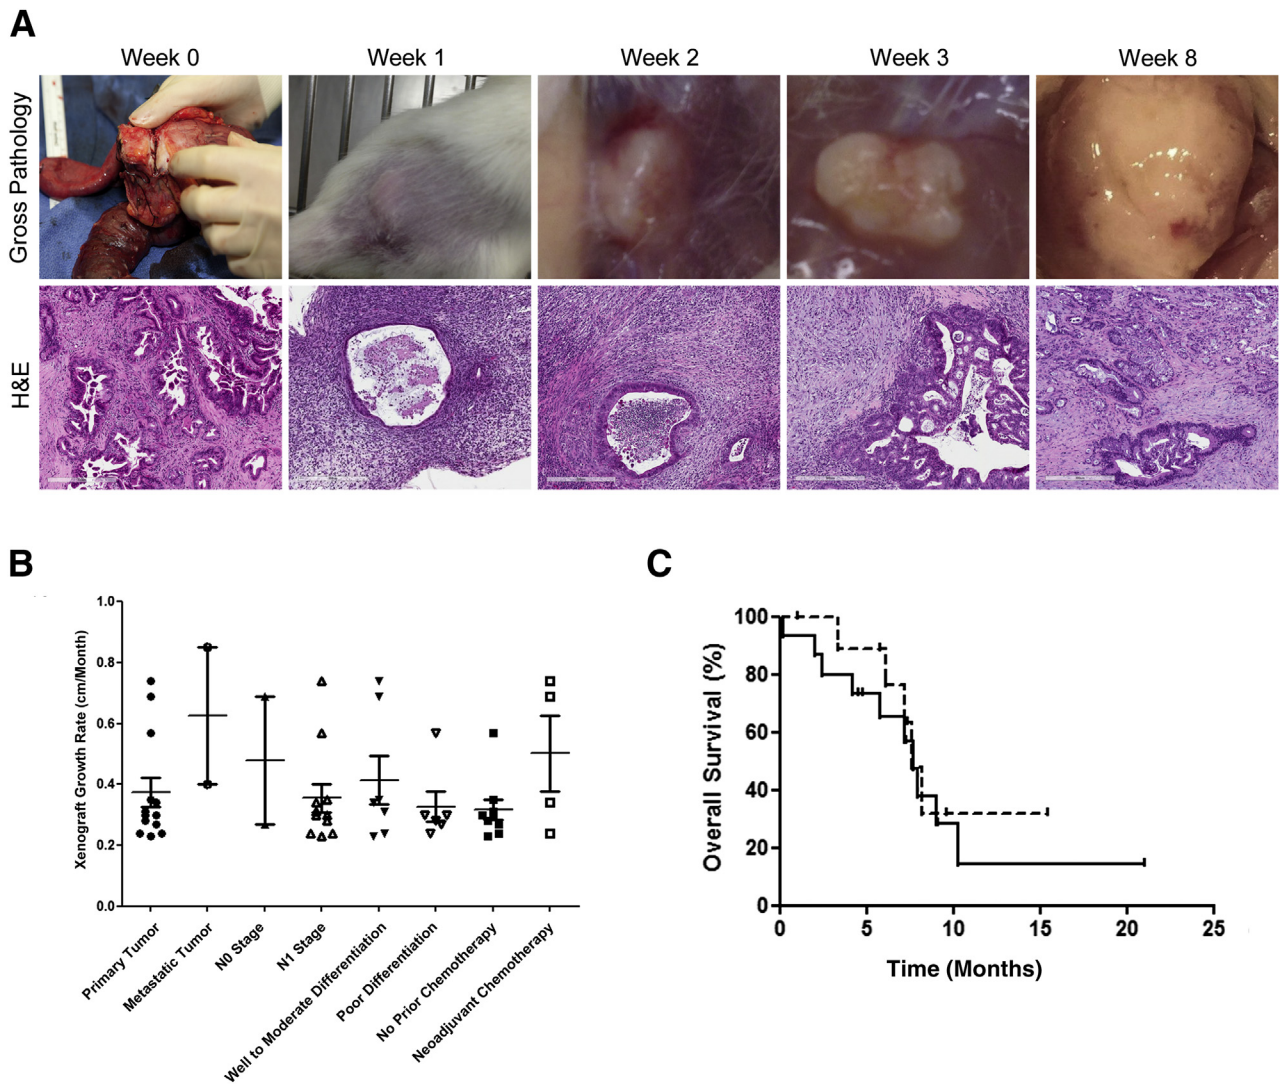 A
Week 0 Week 1 Week 2 Week 3 Week 8
Gross Pathology
H&E
B
Xenograft Growth Rate (cm/Month)
1.0
0.8
0.6
0.4
0.2
0.0
Primary Tumor
Metastatic Tumor
N0 Stage
N1 Stage
Well to Moderate Differentiation
Poor Differentiation
No Prior Chemotherapy
Neoadjuvant Chemotherapy
C
Overall Survival (%)
100
80
60
40
20
0
0 5 10 15 20 25
Time (Months)